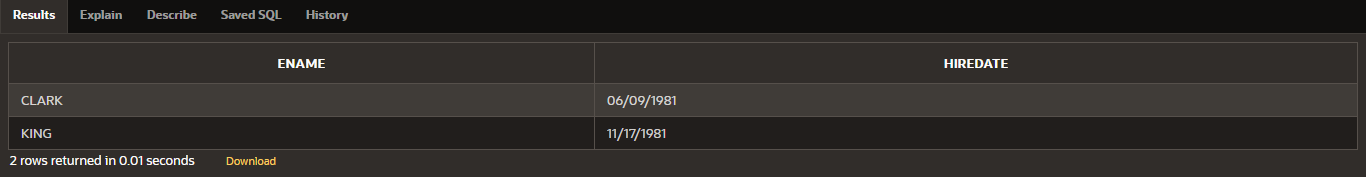 Results Explain Describe Saved SQL History
ENAME HIREDATE
CLARK 06/09/1981
KING 11/17/1981
2 rows returned in 0.01 seconds Download